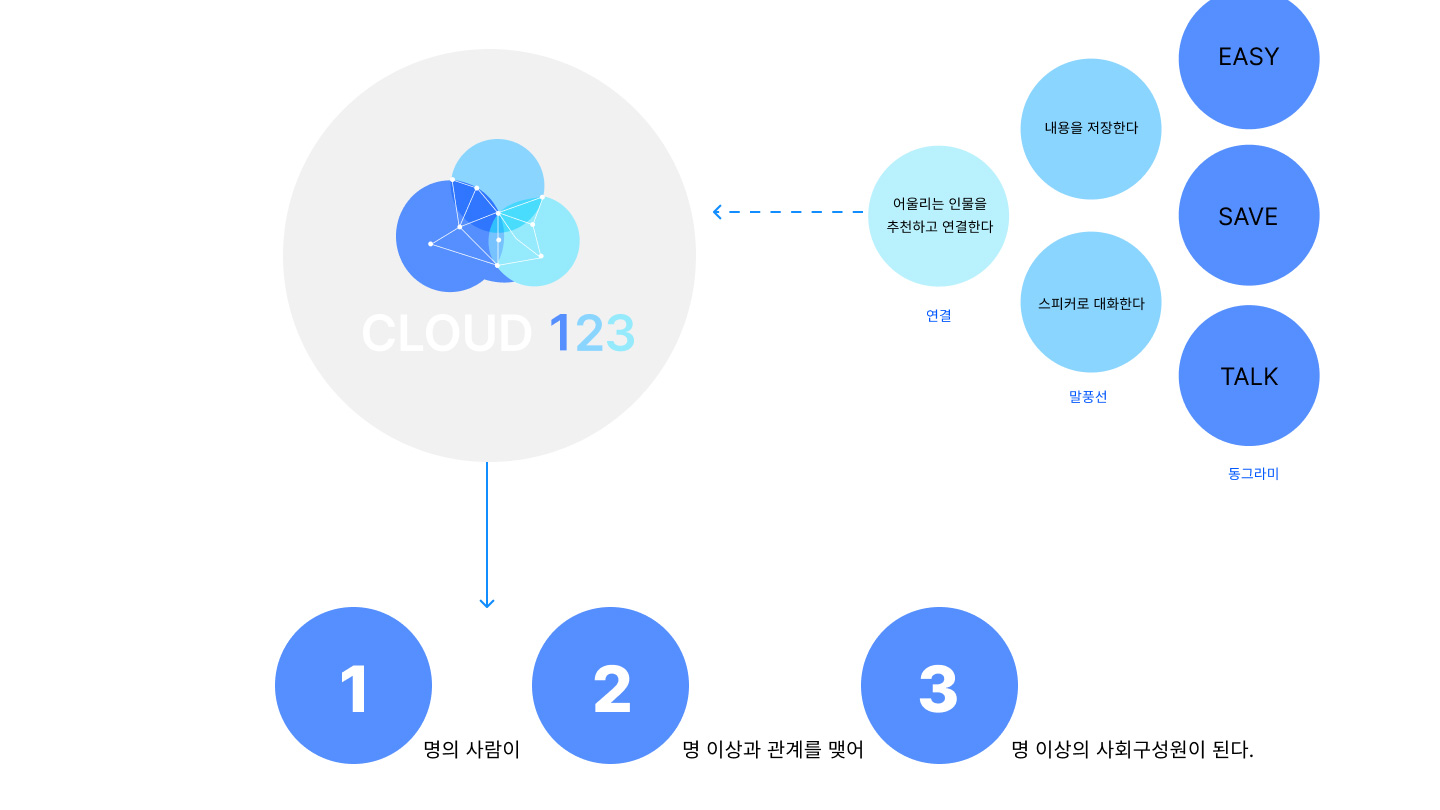 CLOUD 123
어울리는 인물을
추천하고 연결한다
연결
내용을 저장한다
스피커로 대화한다
말풍선
EASY
SAVE
TALK
동그라미
1명의 사람이 2명 이상과 관계를 맺어 3명 이상의 사회구성원이 된다.